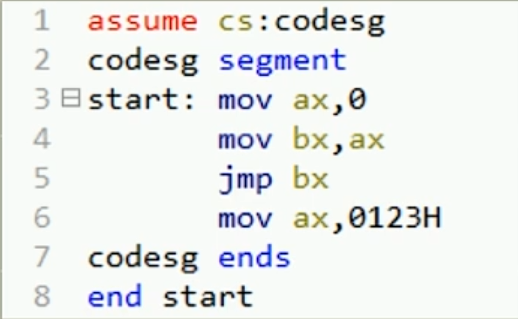 1 assume cs:codesg
2 codesg segment
3 start: mov ax,0
4 mov bx,ax
5 jmp bx
6 mov ax,0123H
7 codesg ends
8 end start